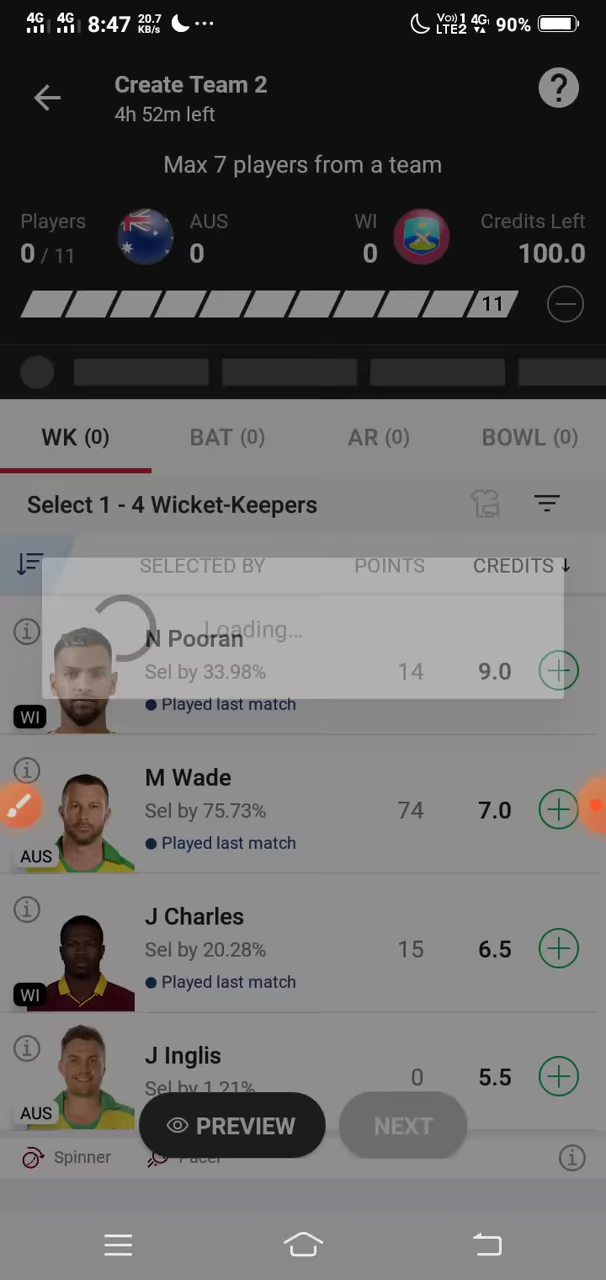 4G 4G 8:47 20.7 KB/s ... Vo)) 1 LTE2 4G 90%
Create Team 2
4h 52m left
?
Max 7 players from a team
Players AUS WI Credits Left
0 / 11 0 0 100.0
11
WK (0) BAT (0) AR (0) BOWL (0)
Select 1 - 4 Wicket-Keepers
SELECTED BY POINTS CREDITS ↓
Loading...
N Pooran
Sel by 33.98% 14 9.0
WI Played last match
M Wade
Sel by 75.73% 74 7.0
Played last match
AUS
J Charles
Sel by 20.28% 15 6.5
Played last match
WI
J Inglis
Sel by 1.21% 0 5.5
AUS
PREVIEW NEXT
Spinner Pacer